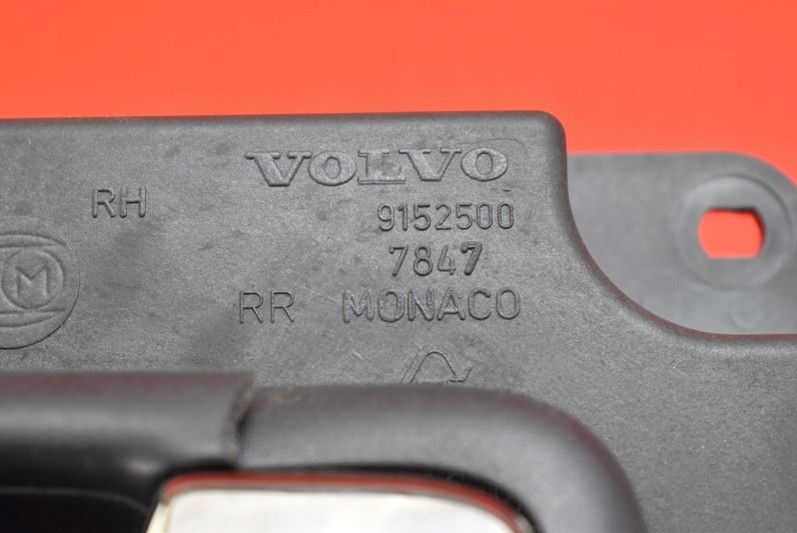 VOLVO
RH
9152500
7847
RR MONACO
M